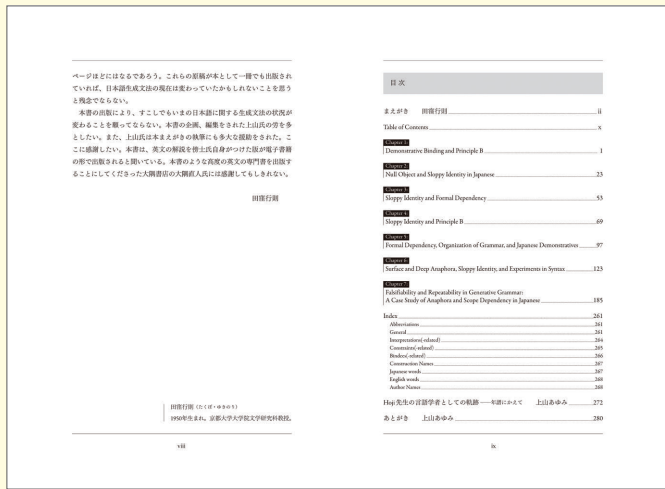 ページほどにはなるであろう。これらの原稿が本として一冊でも出版され
ていれば、日本語生成文法の現在は変わっていたかもしれないことを思う
と残念でならない。
本書の出版により、すこしでもいまの日本語に関する生成文法の状況が
変わることを願ってならない。本書の企画、編集をされた上山氏の労を多
としたい。また、上山氏は本まえがきの執筆にも多大な援助をされた。こ
こに感謝したい。本書は、英文の解説を傍士氏自身がつけた版が電子書籍
の形で出版されると聞いている。本書のような高度の英文の専門書を出版す
ることにしてくださった大隅書店の大隅直人氏には感謝してもしきれない。
田窪行則
田窪行則（たくぼ・ゆきのり）
1950年生まれ。京都大学大学院文学研究科教授。
viii
目 次
まえがき 田窪行則 ii
Table of Contents x
Chapter 1
Demonstrative Binding and Principle B 1
Chapter 2
Null Object and Sloppy Identity in Japanese 23
Chapter 3
Sloppy Identity and Formal Dependency 53
Chapter 4
Sloppy Identity and Principle B 69
Chapter 5
Formal Dependency, Organization of Grammar, and Japanese Demonstratives 97
Chapter 6
Surface and Deep Anaphora, Sloppy Identity, and Experiments in Syntax 123
Chapter 7
Falsifiability and Repeatability in Generative Grammar:
A Case Study of Anaphora and Scope Dependency in Japanese 185
Index 261
Abbreviations 261
General 261
Interpretations(-related) 264
Constraints(-related) 265
Bindees(-related) 266
Construction Names 267
Japanese words 267
English words 268
Author Names 268
Hoji先生の言語学者としての軌跡——年譜にかえて 上山あゆみ 272
あとがき 上山あゆみ 280
ix